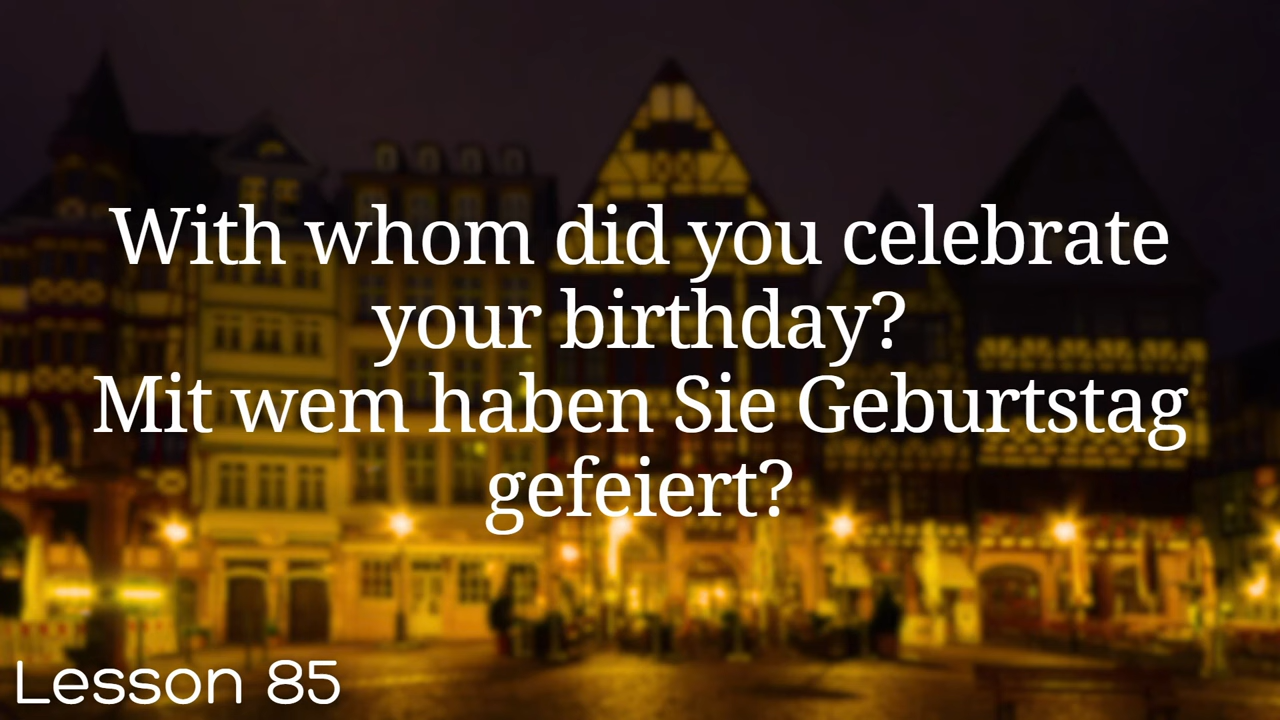 With whom did you celebrate
your birthday?
Mit wem haben Sie Geburtstag
gefeiert?
Lesson 85